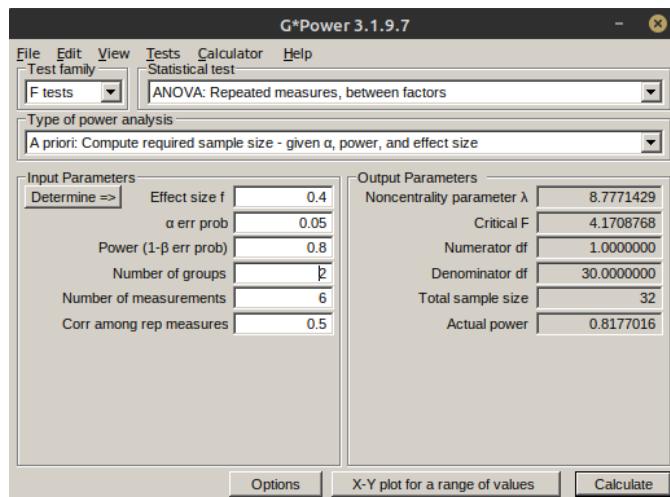 G*Power 3.1.9.7
File Edit View Tests Calculator Help
Test family
F tests
Statistical test
ANOVA: Repeated measures, between factors
Type of power analysis
A priori: Compute required sample size - given α, power, and effect size
Input Parameters
Determine =>
Effect size f 0.4
α err prob 0.05
Power (1-β err prob) 0.8
Number of groups 2
Number of measurements 6
Corr among rep measures 0.5
Output Parameters
Noncentrality parameter λ 8.7771429
Critical F 4.1708768
Numerator df 1.0000000
Denominator df 30.0000000
Total sample size 32
Actual power 0.8177016
Options
X-Y plot for a range of values
Calculate